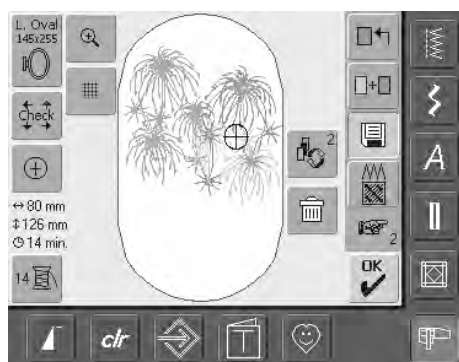 L. Oval
145x255
Check
↔ 80 mm
↕ 126 mm
14 min.
14
2
2
OK
A
clr
T